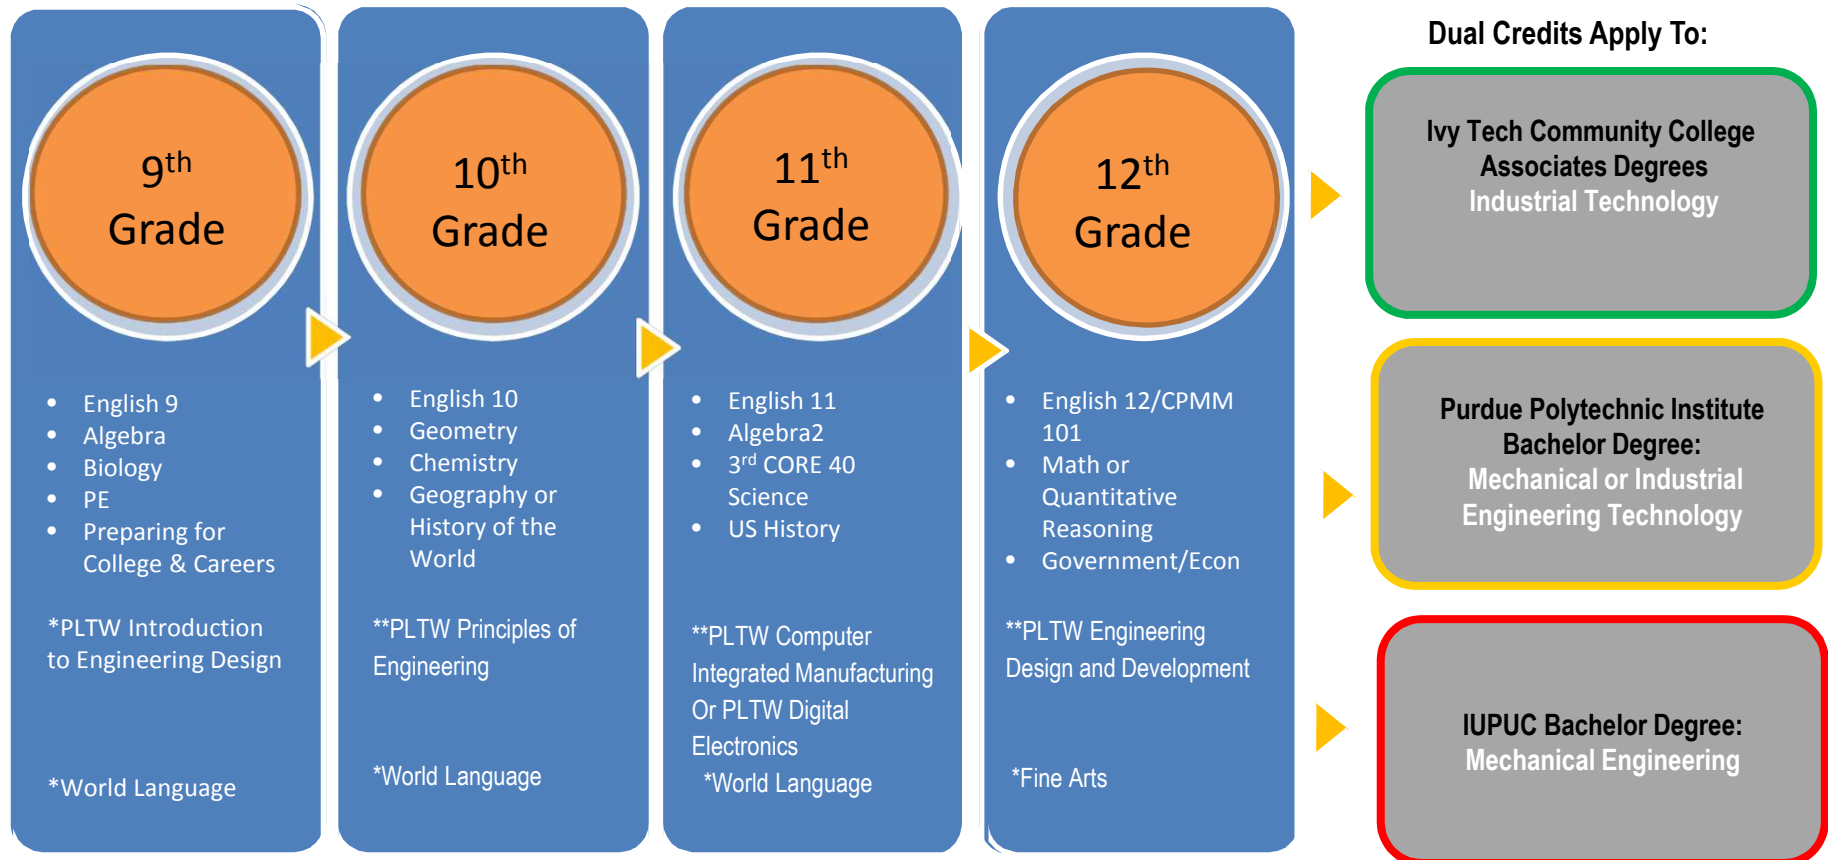 9th
Grade
• English 9
• Algebra
• Biology
• PE
• Preparing for
College & Careers
*PLTW Introduction
to Engineering Design
*World Language
10th
Grade
• English 10
• Geometry
• Chemistry
• Geography or
History of the
World
**PLTW Principles of
Engineering
*World Language
11th
Grade
• English 11
• Algebra2
• 3rd CORE 40
Science
• US History
**PLTW Computer
Integrated Manufacturing
Or PLTW Digital
Electronics
*World Language
12th
Grade
• English 12/CPMM
101
• Math or
Quantitative
Reasoning
• Government/Econ
**PLTW Engineering
Design and Development
*Fine Arts
Dual Credits Apply To:
Ivy Tech Community College
Associates Degrees
Industrial Technology
Purdue Polytechnic Institute
Bachelor Degree:
Mechanical or Industrial
Engineering Technology
IUPUC Bachelor Degree:
Mechanical Engineering